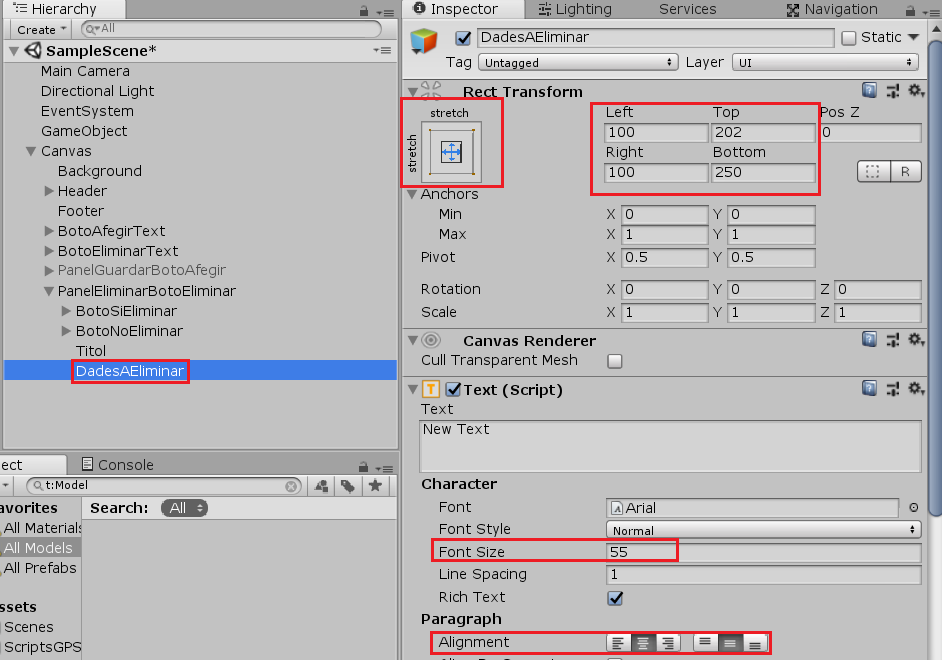 Hierarchy
Create
All
SampleScene*
Main Camera
Directional Light
EventSystem
GameObject
Canvas
Background
Header
Footer
BotoAfegirText
BotoEliminarText
PanelGuardarBotoAfegir
PanelEliminarBotoEliminar
BotoSiEliminar
BotoNoEliminar
Titol
DadesAEliminar
ect
Console
t:Model
avorites
Search: All
All Materials
All Models
All Prefabs
ssets
Scenes
ScriptsGPS
Inspector Lighting Services Navigation
DadesAEliminar Static
Tag Untagged Layer UI
Rect Transform
stretch
stretch
Left Top Pos Z
100 202 0
Right Bottom
100 250 R
Anchors
Min X 0 Y 0
Max X 1 Y 1
Pivot X 0.5 Y 0.5
Rotation X 0 Y 0 Z 0
Scale X 1 Y 1 Z 1
Canvas Renderer
Cull Transparent Mesh
T Text (Script)
Text
New Text
Character
Font Arial
Font Style Normal
Font Size 55
Line Spacing 1
Rich Text
Paragraph
Alignment